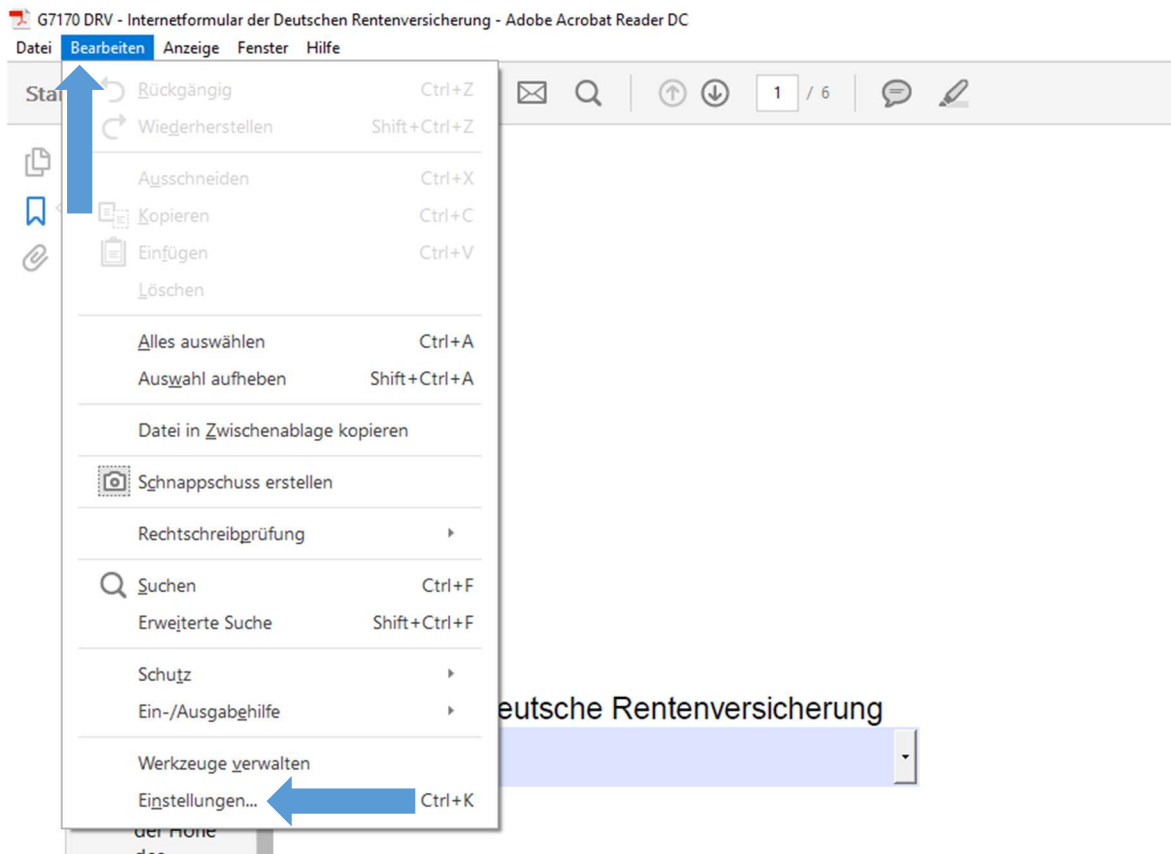 G7170 DRV - Internetformular der Deutschen Rentenversicherung - Adobe Acrobat Reader DC
Datei Bearbeiten Anzeige Fenster Hilfe
Sta
1 / 6
Rückgängig Ctrl+Z
Wiederherstellen Shift+Ctrl+Z
Ausschneiden Ctrl+X
Kopieren Ctrl+C
Einfügen Ctrl+V
Löschen
Alles auswählen Ctrl+A
Auswahl aufheben Shift+Ctrl+A
Datei in Zwischenablage kopieren
Schnappschuss erstellen
Rechtschreibprüfung
Suchen Ctrl+F
Erweiterte Suche Shift+Ctrl+F
Schutz
Ein-/Ausgabehilfe
eutsche Rentenversicherung
Werkzeuge verwalten
Einstellungen... Ctrl+K
der Höhe